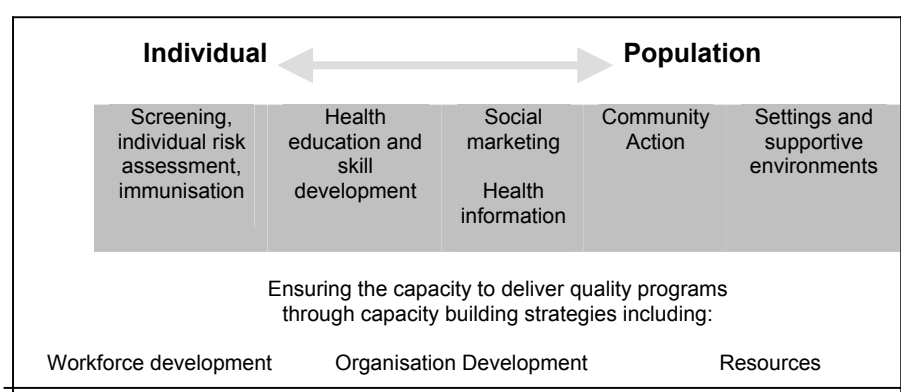 Individual
Population
Screening,
individual risk
assessment,
immunisation
Health
education and
skill
development
Social
marketing
Health
information
Community
Action
Settings and
supportive
environments
Ensuring the capacity to deliver quality programs
through capacity building strategies including:
Workforce development
Organisation Development
Resources